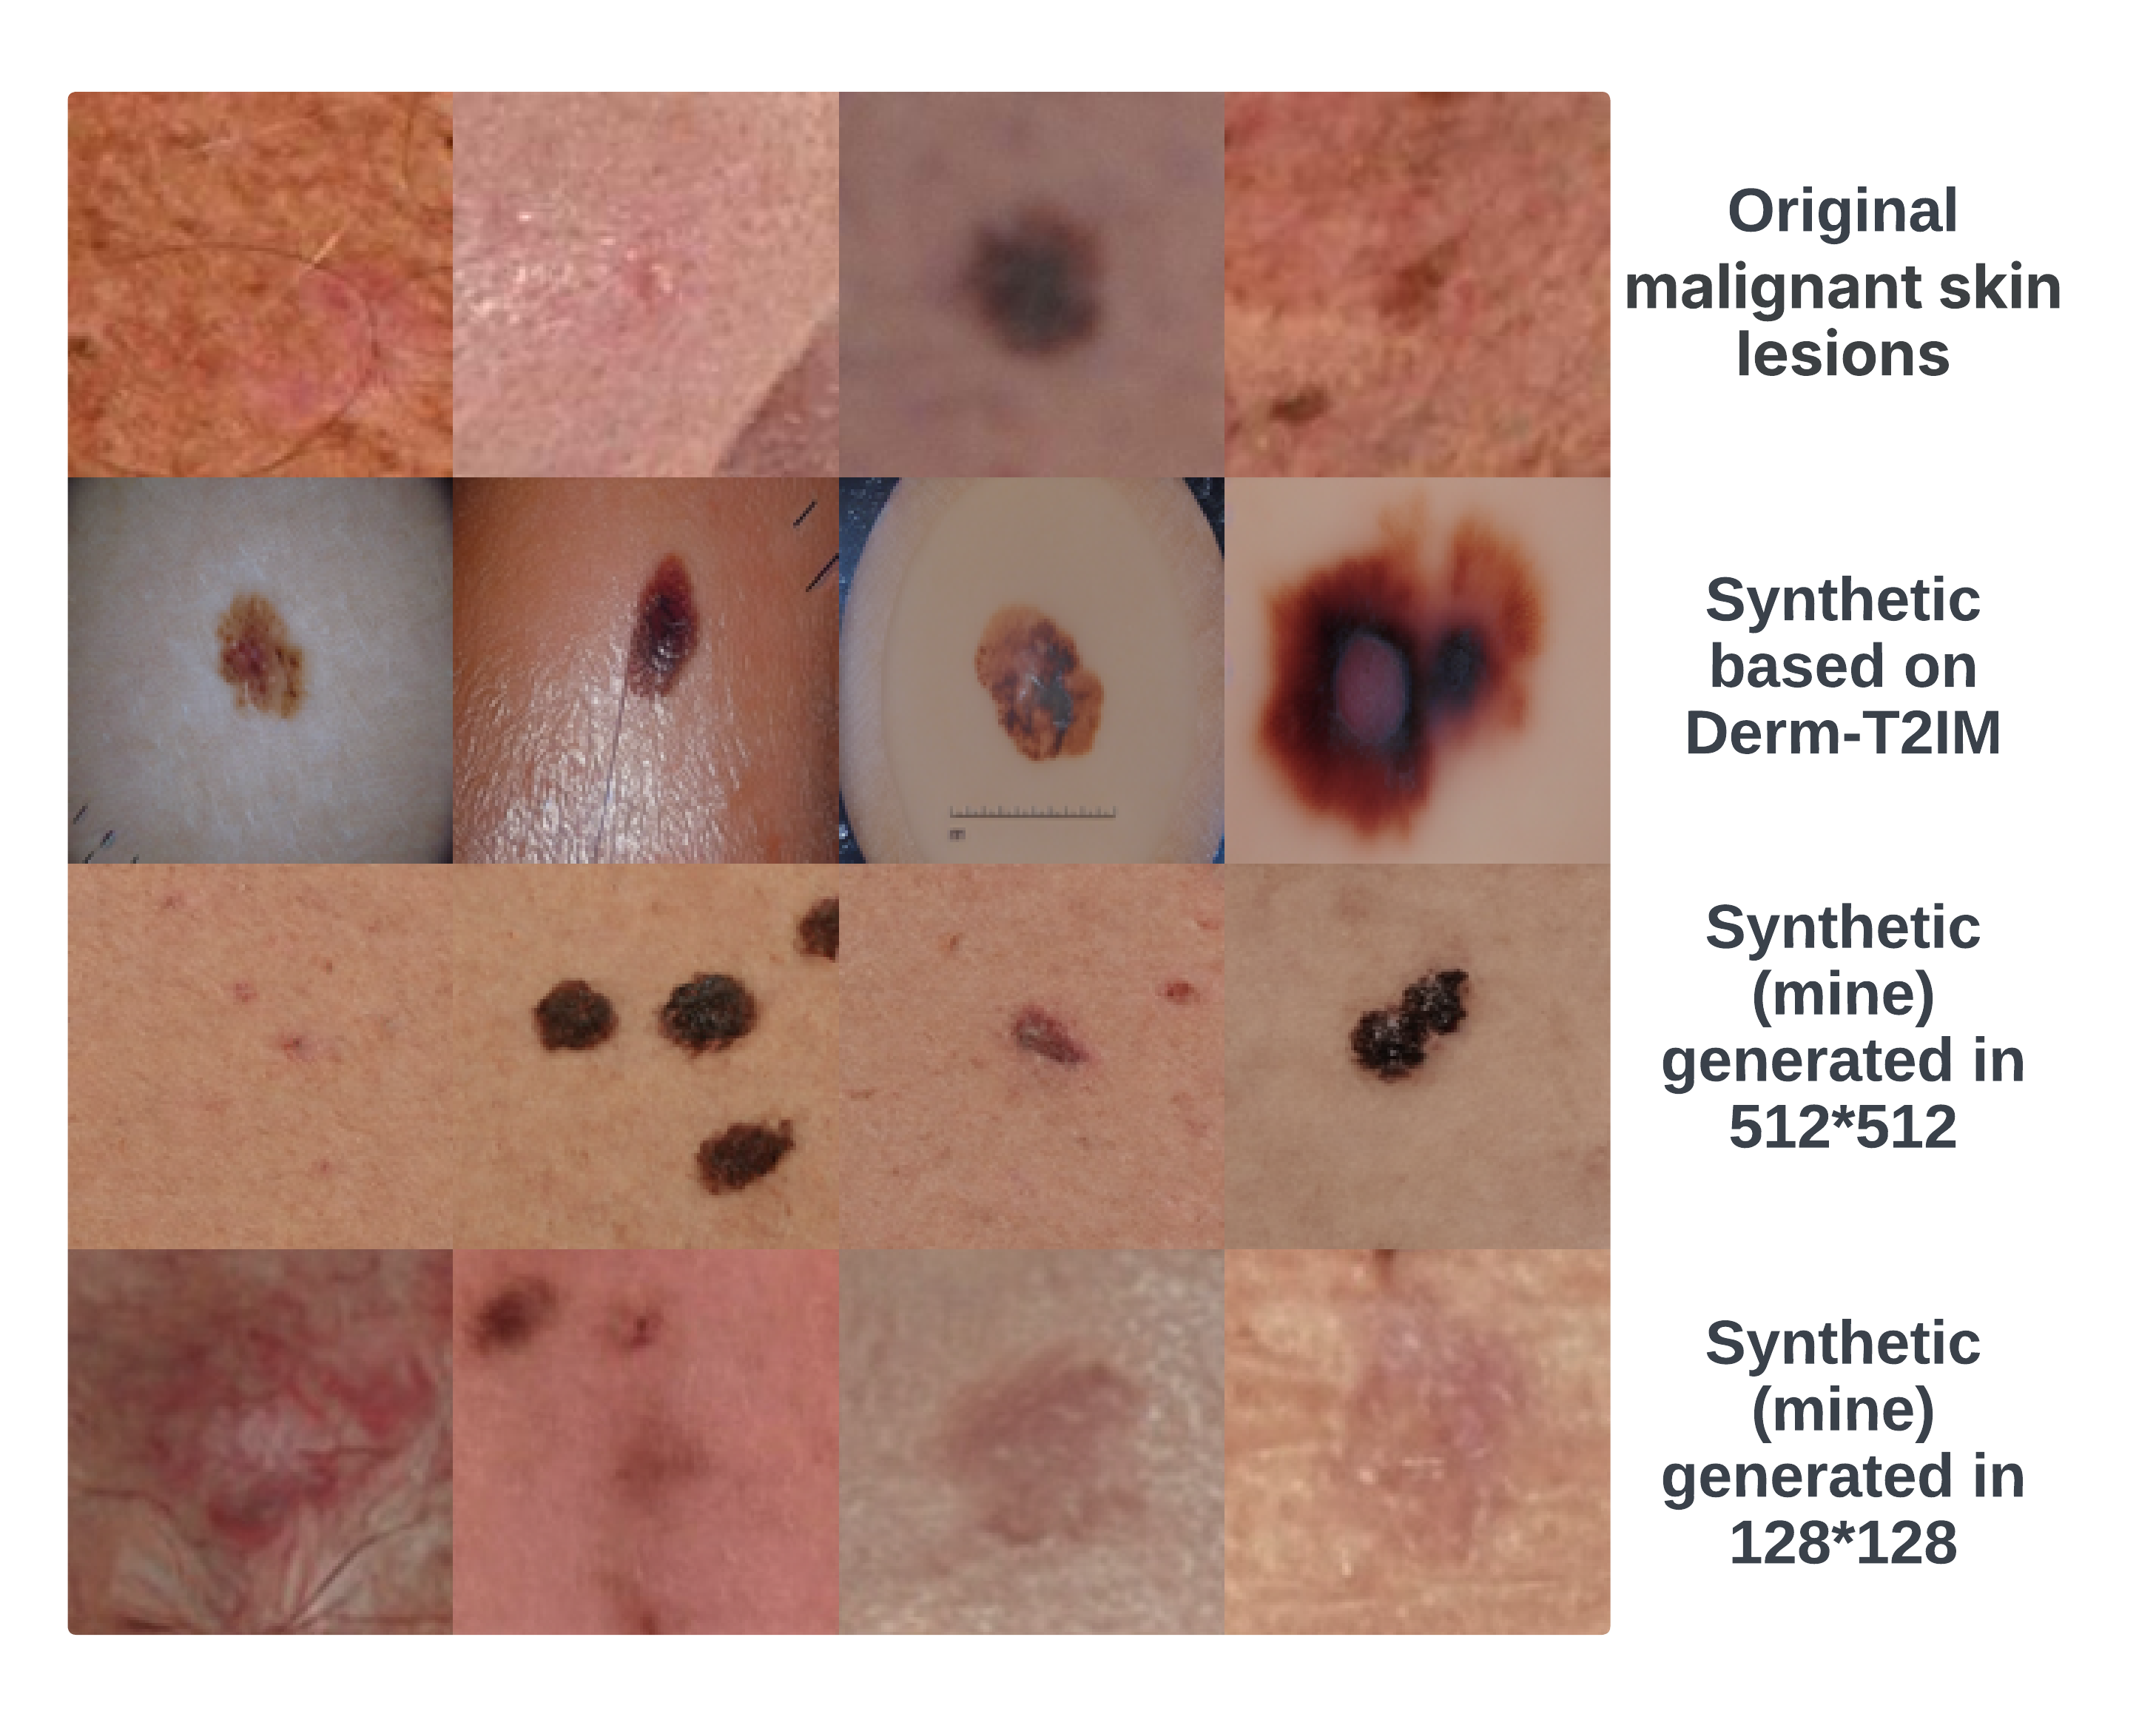 Original
malignant skin
lesions
Synthetic
based on
Derm-T2IM
Synthetic
(mine)
generated in
512*512
Synthetic
(mine)
generated in
128*128